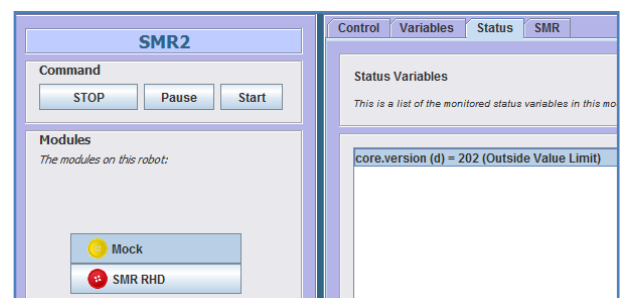 SMR2
Command
STOP Pause Start
Modules
The modules on this robot:
Mock
SMR RHD
Control Variables Status SMR
Status Variables
This is a list of the monitored status variables in this
core.version (d) = 202 (Outside Value Limit)